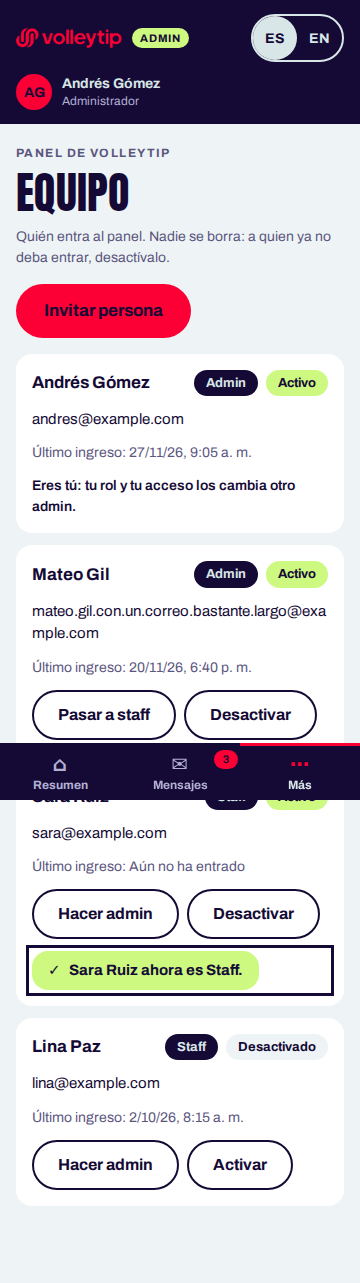 volleytip ADMIN ES EN
AG Andrés Gómez
Administrador
PANEL DE VOLLEYTIP
EQUIPO
Quién entra al panel. Nadie se borra: a quien ya no
deba entrar, desactívalo.
Invitar persona
Andrés Gómez Admin Activo
andres@example.com
Último ingreso: 27/11/26, 9:05 a. m.
Eres tú: tu rol y tu acceso los cambia otro
admin.
Mateo Gil Admin Activo
mateo.gil.con.un.correo.bastante.largo@exa
mple.com
Último ingreso: 20/11/26, 6:40 p. m.
Pasar a staff Desactivar
3
Resumen Mensajes Más
sara@example.com
Último ingreso: Aún no ha entrado
Hacer admin Desactivar
✓ Sara Ruiz ahora es Staff.
Lina Paz Staff Desactivado
lina@example.com
Último ingreso: 2/10/26, 8:15 a. m.
Hacer admin Activar